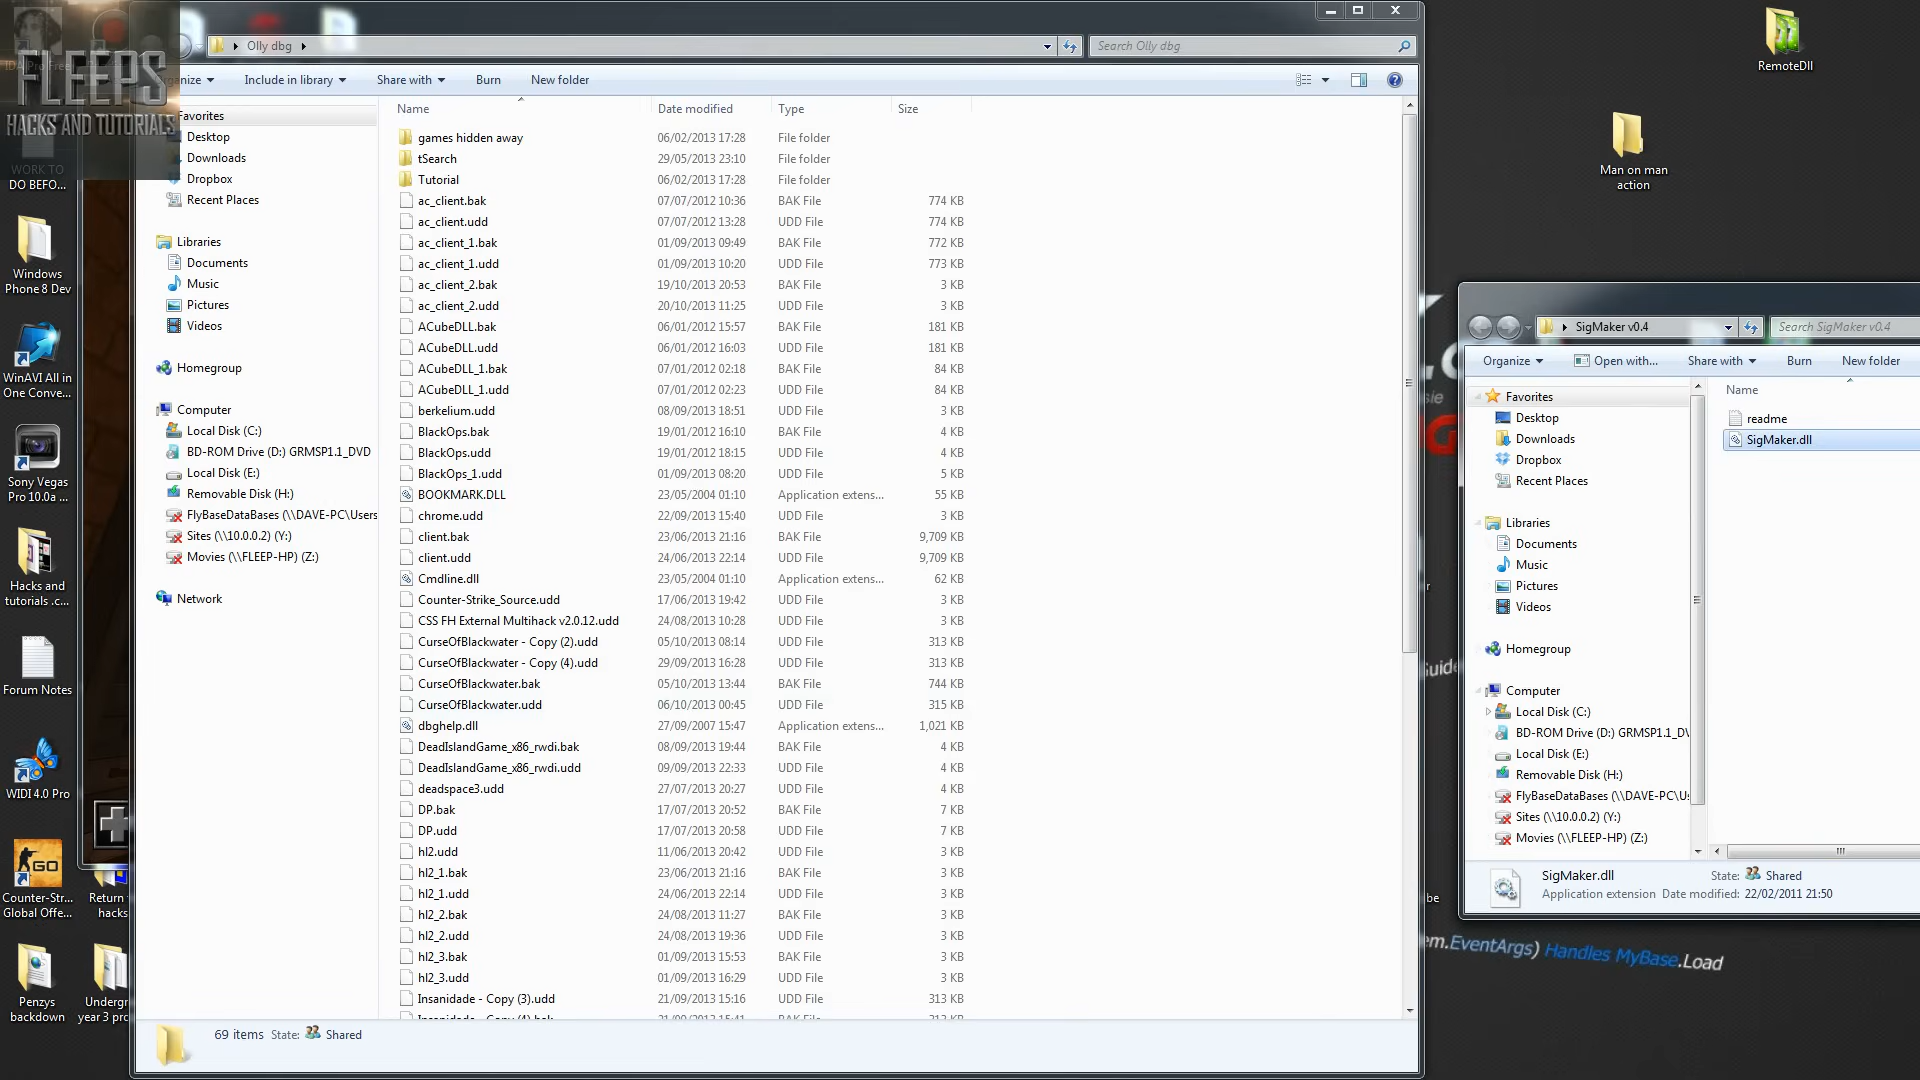 FLEEPS
HACKS AND TUTORIALS
Olly dbg
Search Olly dbg
Include in library
Share with
Burn
New folder
Favorites
Desktop
Downloads
Dropbox
Recent Places
Libraries
Documents
Music
Pictures
Videos
Homegroup
Computer
Local Disk (C:)
BD-ROM Drive (D:) GRMSP1.1_DVD
Local Disk (E:)
Removable Disk (H:)
FlyBaseDataBases (\\DAVE-PC\Users
Sites (\\10.0.0.2) (Y:)
Movies (\\FLEEP-HP) (Z:)
Network
Name Date modified Type Size
games hidden away 06/02/2013 17:28 File folder
tSearch 29/05/2013 23:10 File folder
Tutorial 06/02/2013 17:28 File folder
ac_client.bak 07/07/2012 10:36 BAK File 774 KB
ac_client.udd 07/07/2012 13:28 UDD File 774 KB
ac_client_1.bak 01/09/2013 09:49 BAK File 772 KB
ac_client_1.udd 01/09/2013 10:20 UDD File 773 KB
ac_client_2.bak 19/10/2013 20:53 BAK File 3 KB
ac_client_2.udd 20/10/2013 11:25 UDD File 3 KB
ACubeDLL.bak 06/01/2012 15:57 BAK File 181 KB
ACubeDLL.udd 06/01/2012 16:03 UDD File 181 KB
ACubeDLL_1.bak 07/01/2012 02:18 BAK File 84 KB
ACubeDLL_1.udd 07/01/2012 02:23 UDD File 84 KB
berkelium.udd 08/09/2013 18:51 UDD File 3 KB
BlackOps.bak 19/01/2012 16:10 BAK File 4 KB
BlackOps.udd 19/01/2012 18:15 UDD File 4 KB
BlackOps_1.udd 01/09/2013 08:20 UDD File 5 KB
BOOKMARK.DLL 23/05/2004 01:10 Application extens... 55 KB
chrome.udd 22/09/2013 15:40 UDD File 3 KB
client.bak 23/06/2013 21:16 BAK File 9,709 KB
client.udd 24/06/2013 22:14 UDD File 9,709 KB
Cmdline.dll 23/05/2004 01:10 Application extens... 62 KB
Counter-Strike_Source.udd 17/06/2013 19:42 UDD File 3 KB
CSS FH External Multihack v2.0.12.udd 24/08/2013 10:28 UDD File 3 KB
CurseOfBlackwater - Copy (2).udd 05/10/2013 08:14 UDD File 313 KB
CurseOfBlackwater - Copy (4).udd 29/09/2013 16:28 UDD File 313 KB
CurseOfBlackwater.bak 05/10/2013 13:44 BAK File 744 KB
CurseOfBlackwater.udd 06/10/2013 00:45 UDD File 315 KB
dbghelp.dll 27/09/2007 15:47 Application extens... 1,021 KB
DeadIslandGame_x86_rwdi.bak 08/09/2013 19:44 BAK File 4 KB
DeadIslandGame_x86_rwdi.udd 09/09/2013 22:33 UDD File 4 KB
deadspace3.udd 27/07/2013 20:27 UDD File 4 KB
DP.bak 17/07/2013 20:52 BAK File 7 KB
DP.udd 17/07/2013 20:58 UDD File 7 KB
hl2.udd 11/06/2013 20:42 UDD File 3 KB
hl2_1.bak 23/06/2013 21:16 BAK File 3 KB
hl2_1.udd 24/06/2013 22:14 UDD File 3 KB
hl2_2.bak 24/08/2013 11:27 BAK File 3 KB
hl2_2.udd 24/08/2013 19:36 UDD File 3 KB
hl2_3.bak 01/09/2013 15:53 BAK File 3 KB
hl2_3.udd 01/09/2013 16:29 UDD File 3 KB
Insanidade - Copy (3).udd 21/09/2013 15:16 UDD File 313 KB
69 items State: Shared
WORK TO
DO BEFO...
Windows
Phone 8 Dev
WinAVI All in
One Conve...
Sony Vegas
Pro 10.0a ...
Hacks and
tutorials .c...
Forum Notes
WIDI 4.0 Pro
Counter-Str...
Global Offe...
Return
hacks
Penzys
backdown
Undergr
year 3 pro
RemoteDll
Man on man
action
SigMaker v0.4
Search SigMaker v0.4
Organize Open with... Share with Burn New folder
Favorites
Desktop
Downloads
Dropbox
Recent Places
Libraries
Documents
Music
Pictures
Videos
Homegroup
Computer
Local Disk (C:)
BD-ROM Drive (D:) GRMSP1.1_DV
Local Disk (E:)
Removable Disk (H:)
FlyBaseDataBases (\\DAVE-PC\Us
Sites (\\10.0.0.2) (Y:)
Movies (\\FLEEP-HP) (Z:)
Name
readme
SigMaker.dll
SigMaker.dll State: Shared
Application extension Date modified: 22/02/2011 21:50
em.EventArgs) Handles MyBase.Load